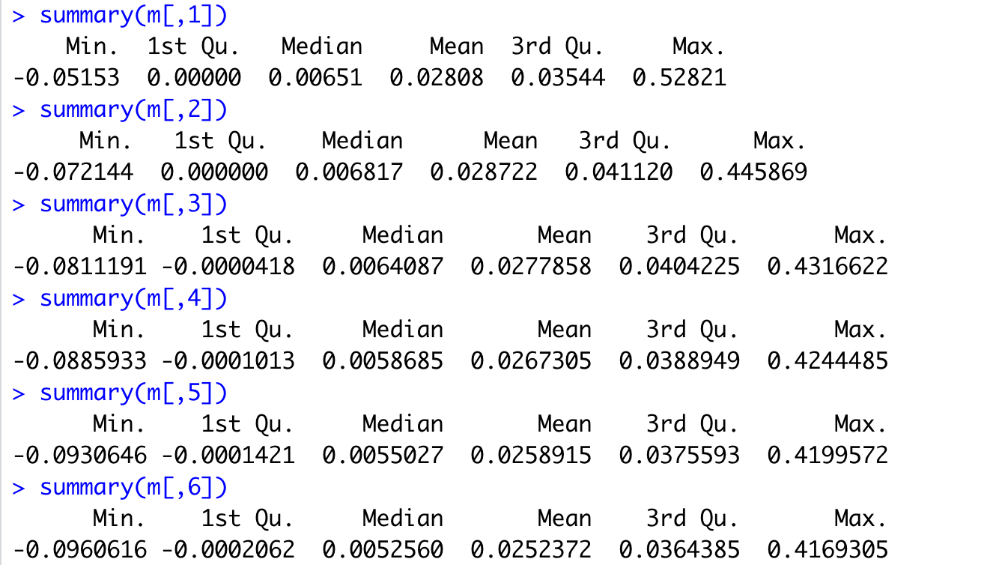 > summary(m[,1])
Min. 1st Qu. Median Mean 3rd Qu. Max.
-0.05153 0.00000 0.00651 0.02808 0.03544 0.52821
> summary(m[,2])
Min. 1st Qu. Median Mean 3rd Qu. Max.
-0.072144 0.000000 0.006817 0.028722 0.041120 0.445869
> summary(m[,3])
Min. 1st Qu. Median Mean 3rd Qu. Max.
-0.0811191 -0.0000418 0.0064087 0.0277858 0.0404225 0.4316622
> summary(m[,4])
Min. 1st Qu. Median Mean 3rd Qu. Max.
-0.0885933 -0.0001013 0.0058685 0.0267305 0.0388949 0.4244485
> summary(m[,5])
Min. 1st Qu. Median Mean 3rd Qu. Max.
-0.0930646 -0.0001421 0.0055027 0.0258915 0.0375593 0.4199572
> summary(m[,6])
Min. 1st Qu. Median Mean 3rd Qu. Max.
-0.0960616 -0.0002062 0.0052560 0.0252372 0.0364385 0.4169305